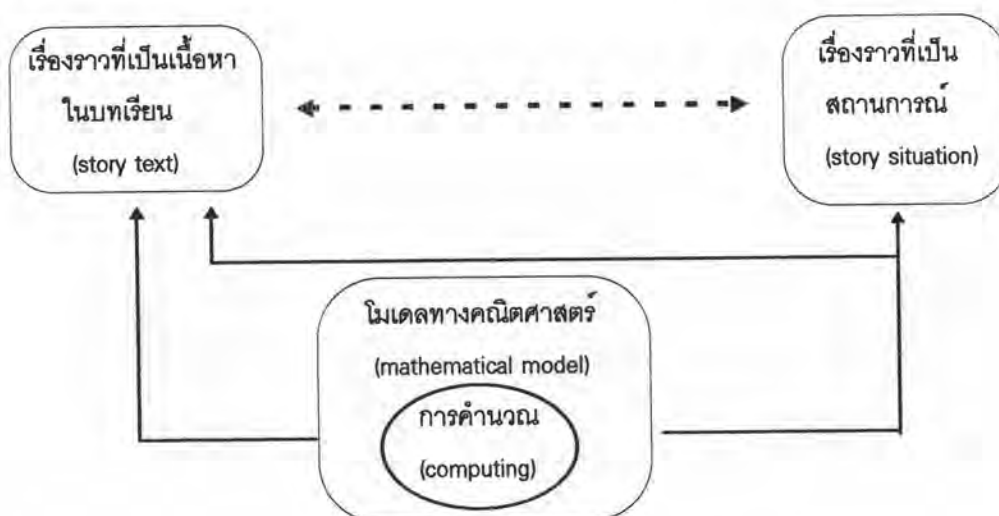 เรื่องราวที่เป็นเนื้อหา
ในบทเรียน
(story text)
เรื่องราวที่เป็น
สถานการณ์
(story situation)
โมเดลทางคณิตศาสตร์
(mathematical model)
การคำนวณ
(computing)